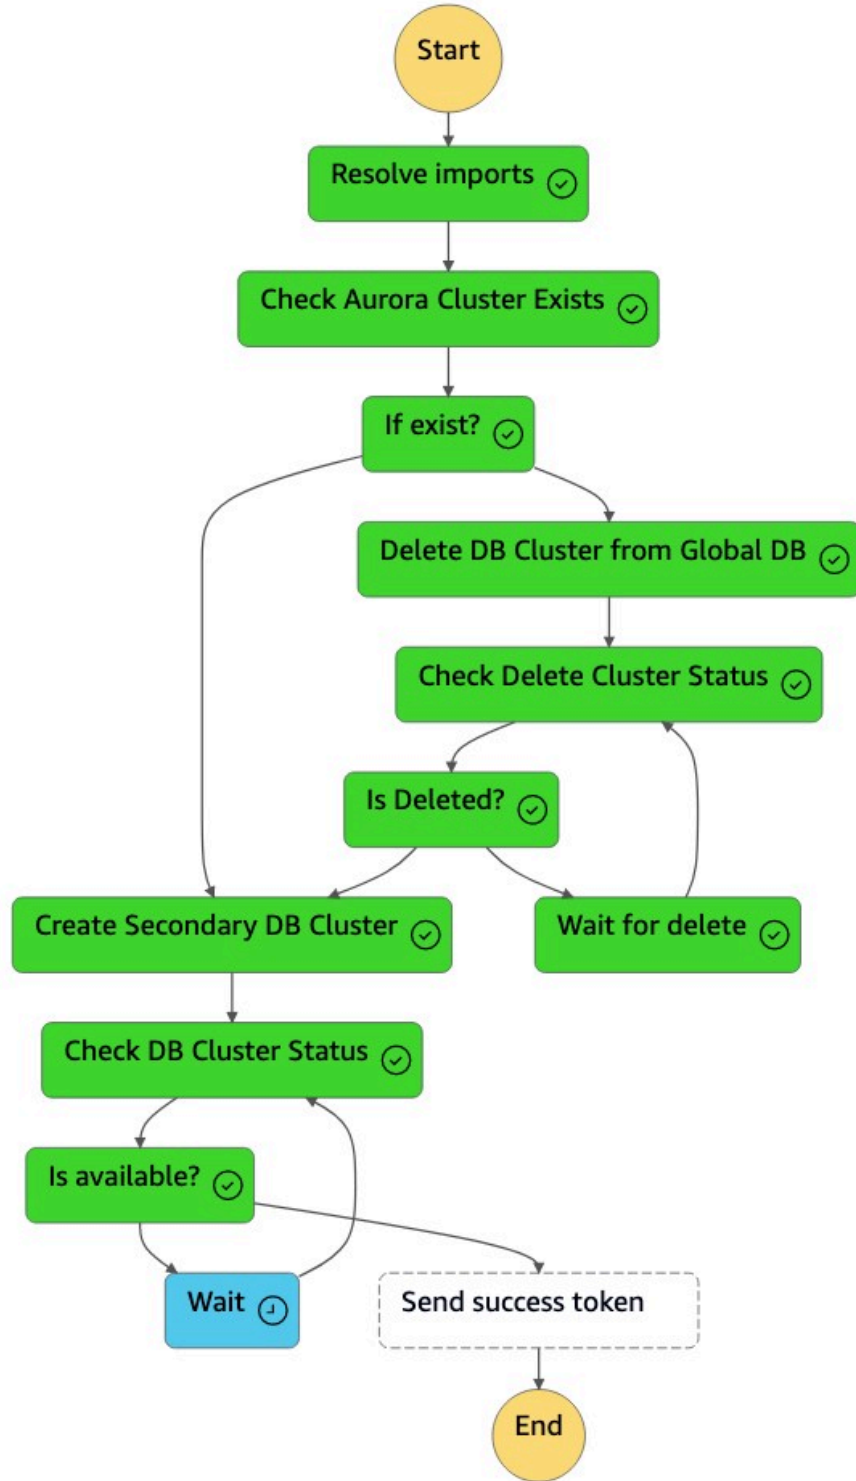 Start
Resolve imports
Check Aurora Cluster Exists
If exist?
Delete DB Cluster from Global DB
Check Delete Cluster Status
Is Deleted?
Create Secondary DB Cluster
Wait for delete
Check DB Cluster Status
Is available?
Wait
Send success token
End